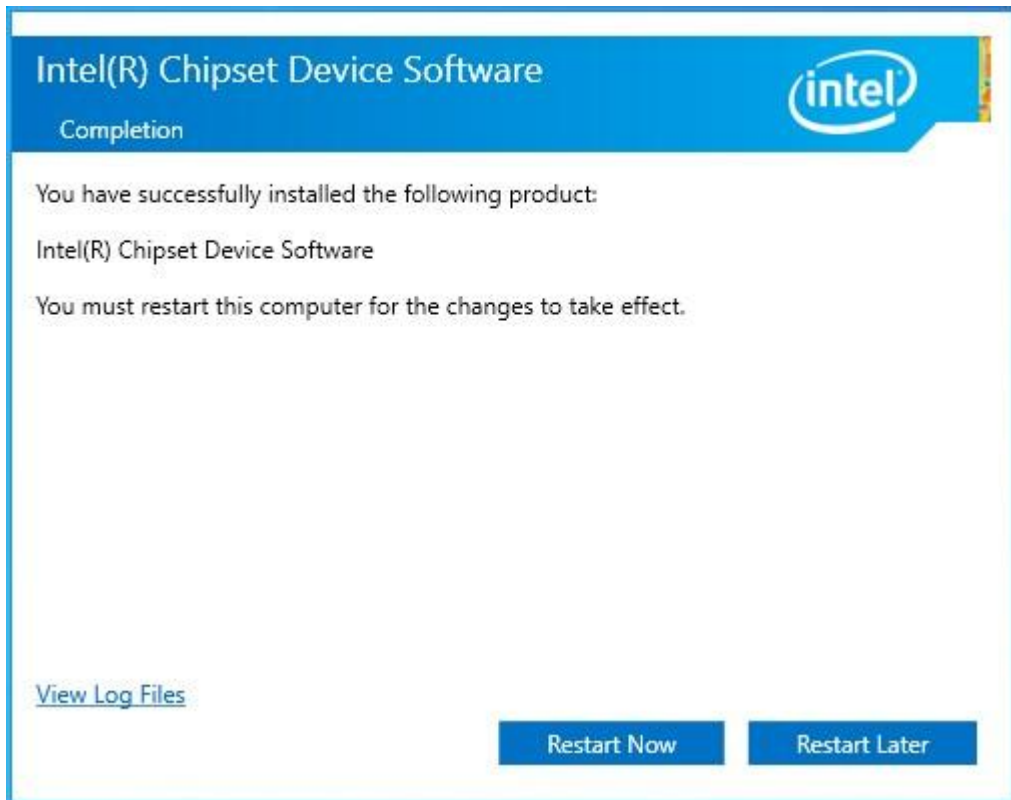 Intel(R) Chipset Device Software
intel
Completion
You have successfully installed the following product:
Intel(R) Chipset Device Software
You must restart this computer for the changes to take effect.
View Log Files
Restart Now
Restart Later